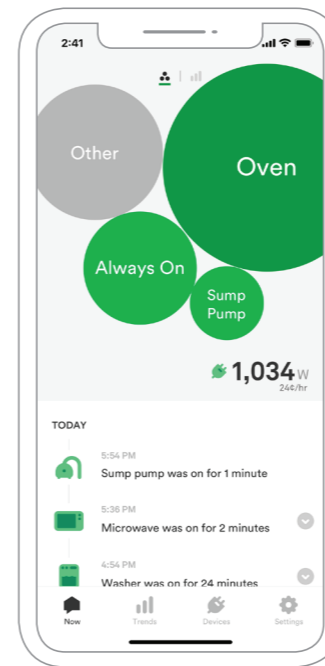 2:41
Other
Oven
Always On
Sump
Pump
1,034 W
24¢/hr
TODAY
5:54 PM
Sump pump was on for 1 minute
5:36 PM
Microwave was on for 2 minutes
4:54 PM
Washer was on for 24 minutes
Now Trends Devices Settings